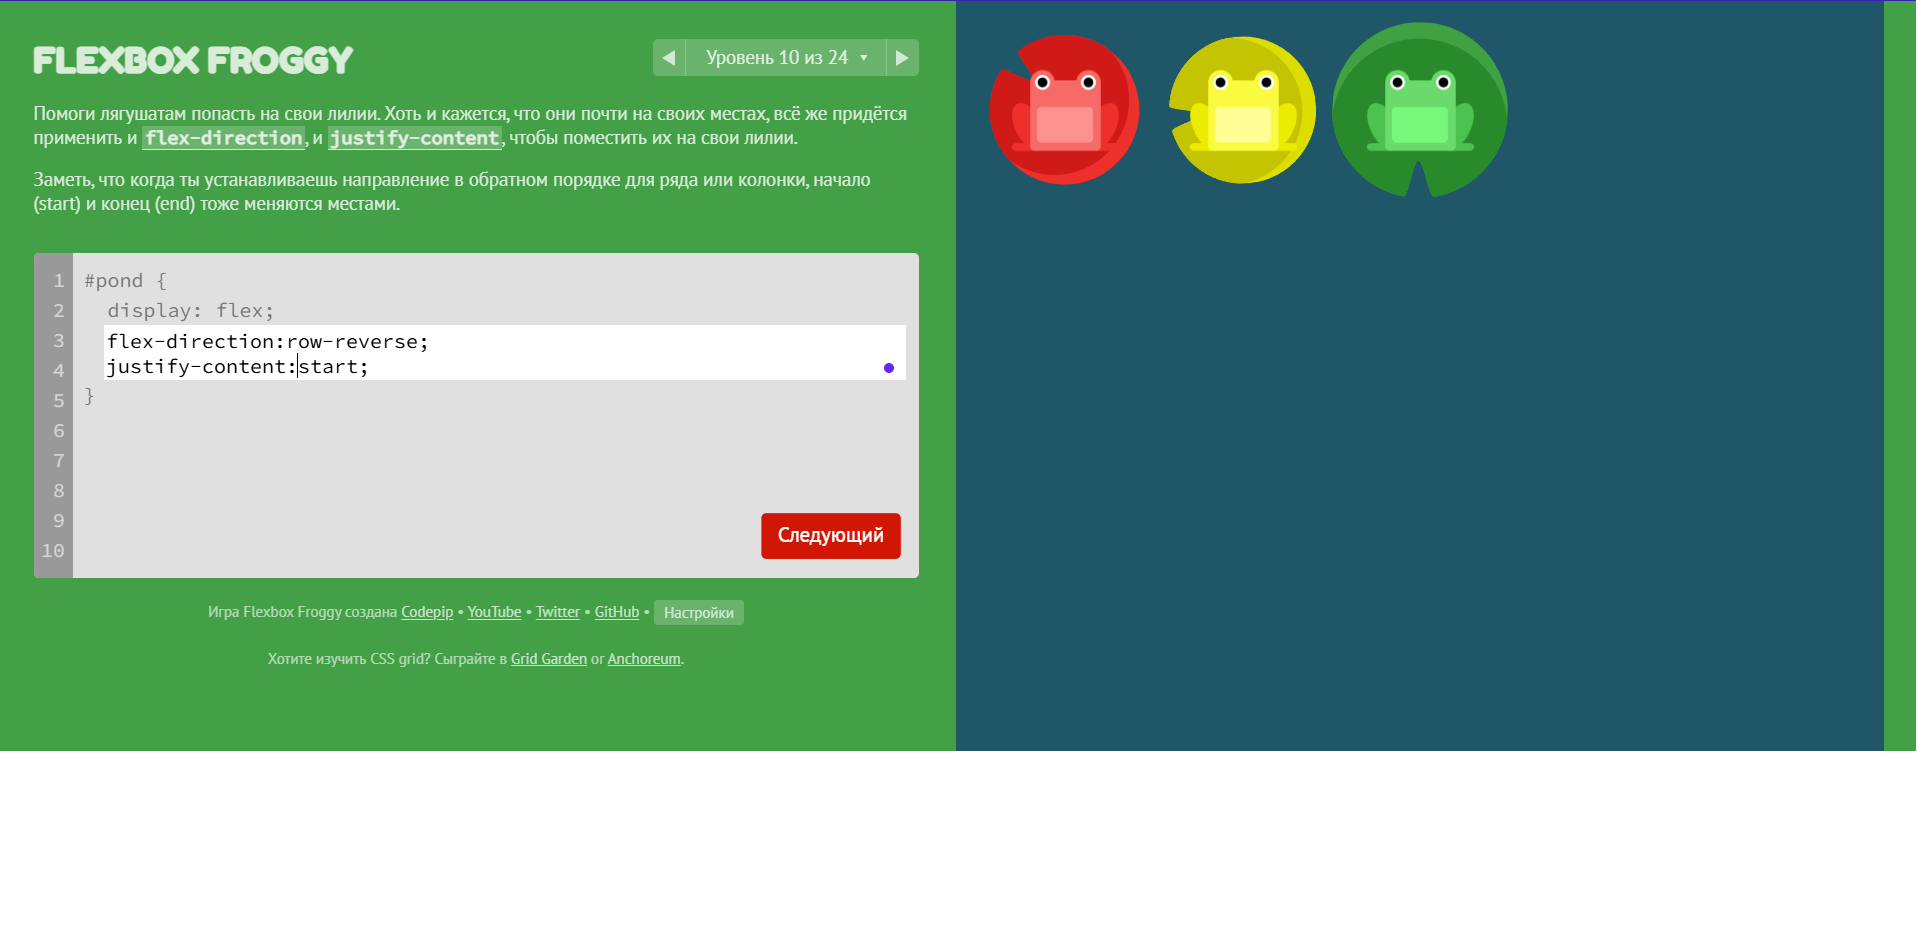 FLEXBOX FROGGY
Уровень 10 из 24
Помоги лягушатам попасть на свои лилии. Хоть и кажется, что они почти на своих местах, всё же придётся
применить и flex-direction, и justify-content, чтобы поместить их на свои лилии.
Заметь, что когда ты устанавливаешь направление в обратном порядке для ряда или колонки, начало
(start) и конец (end) тоже меняются местами.
1 #pond {
2 display: flex;
3 flex-direction:row-reverse;
4 justify-content:start;
5 }
6
7
8
9
10
Следующий
Игра Flexbox Froggy создана Codepip • YouTube • Twitter • GitHub • Настройки
Хотите изучить CSS grid? Сыграйте в Grid Garden or Anchoreum.